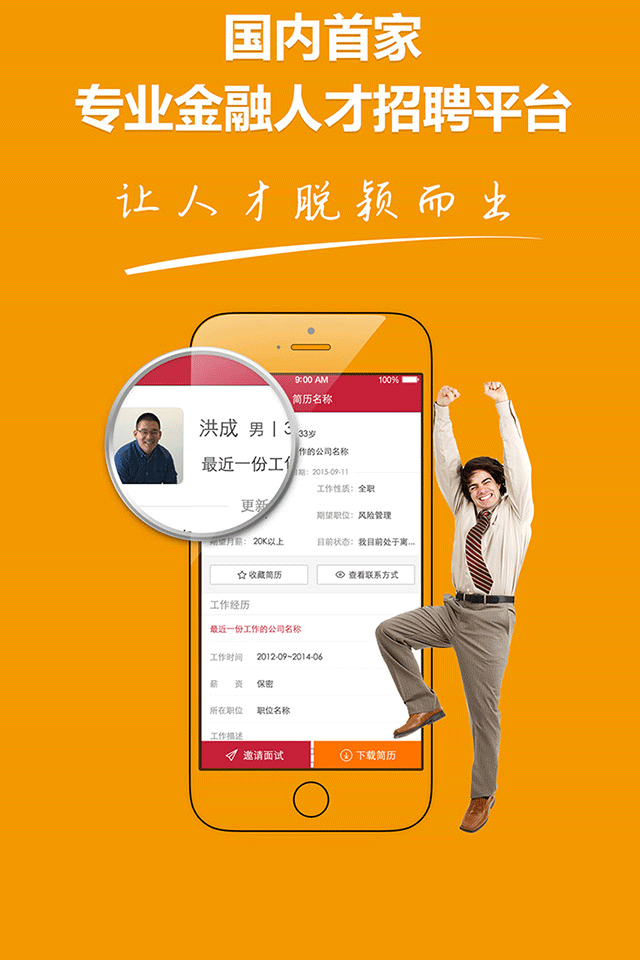 国内首家
专业金融人才招聘平台
让人才脱颖而出
9:00 AM 100%
简历名称
洪成 男 | 3
33岁
最近一份工
作的公司名称
期：2015-09-11
更新
工作性质：全职
期望职位：风险管理
期望月薪：20K以上 目前状态：我目前处于离...
收藏简历 查看联系方式
工作经历
最近一份工作的公司名称
工作时间 2012-09~2014-06
薪 资 保密
所在职位 职位名称
工作描述
邀请面试 下载简历